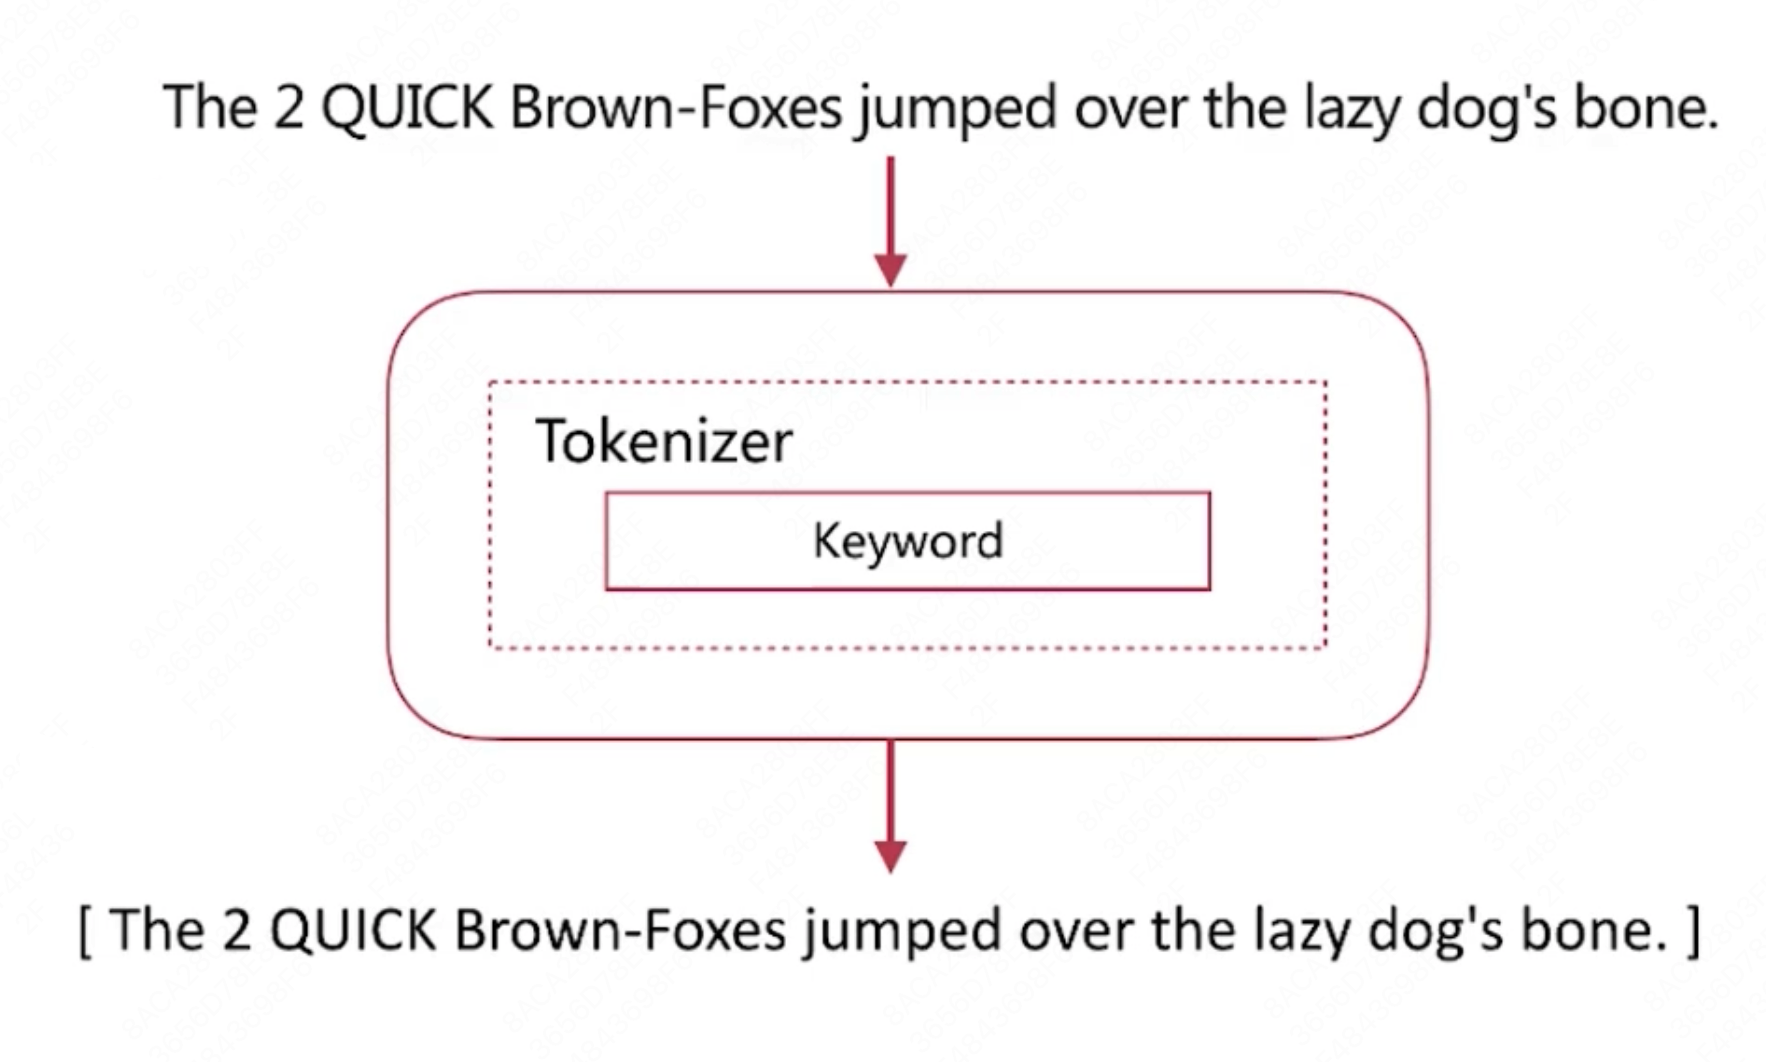 The 2 QUICK Brown-Foxes jumped over the lazy dog's bone.
Tokenizer
Keyword
[ The 2 QUICK Brown-Foxes jumped over the lazy dog's bone. ]